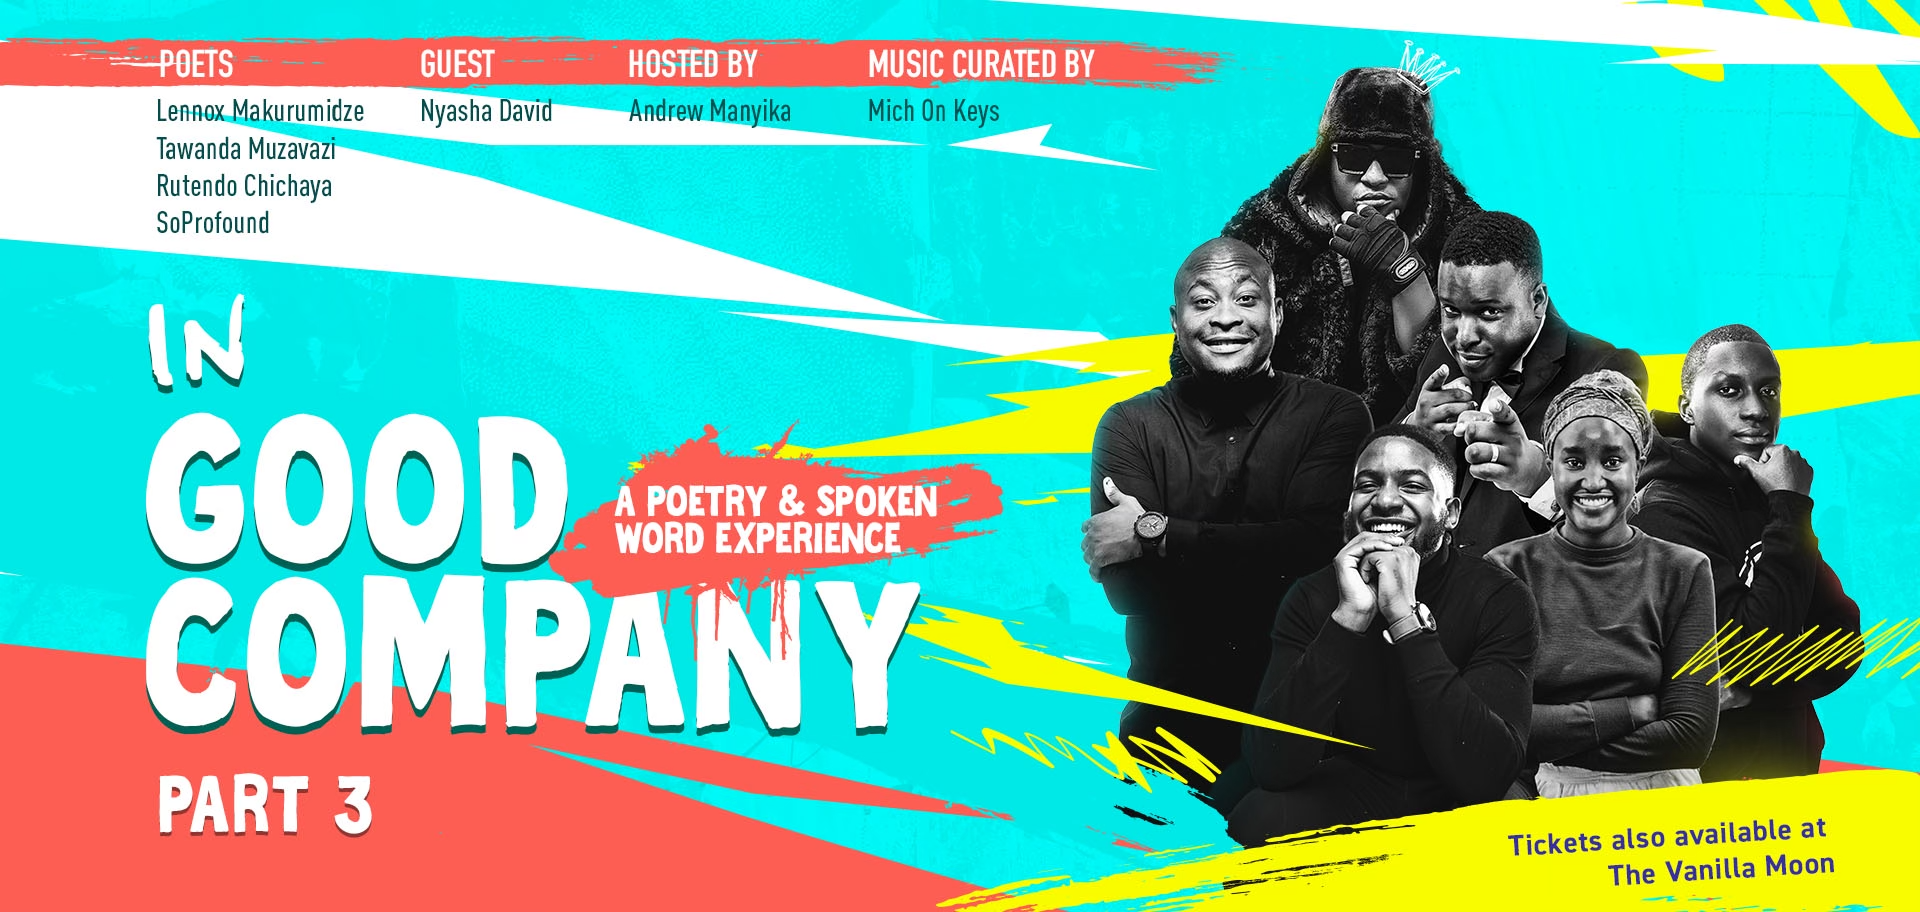 POETS
Lennox Makurumidze
Tawanda Muzavazi
Rutendo Chichaya
SoProfound
GUEST
Nyasha David
HOSTED BY
Andrew Manyika
MUSIC CURATED BY
Mich On Keys
IN
GOOD
COMPANY
A POETRY & SPOKEN
WORD EXPERIENCE
PART 3
Tickets also available at
The Vanilla Moon